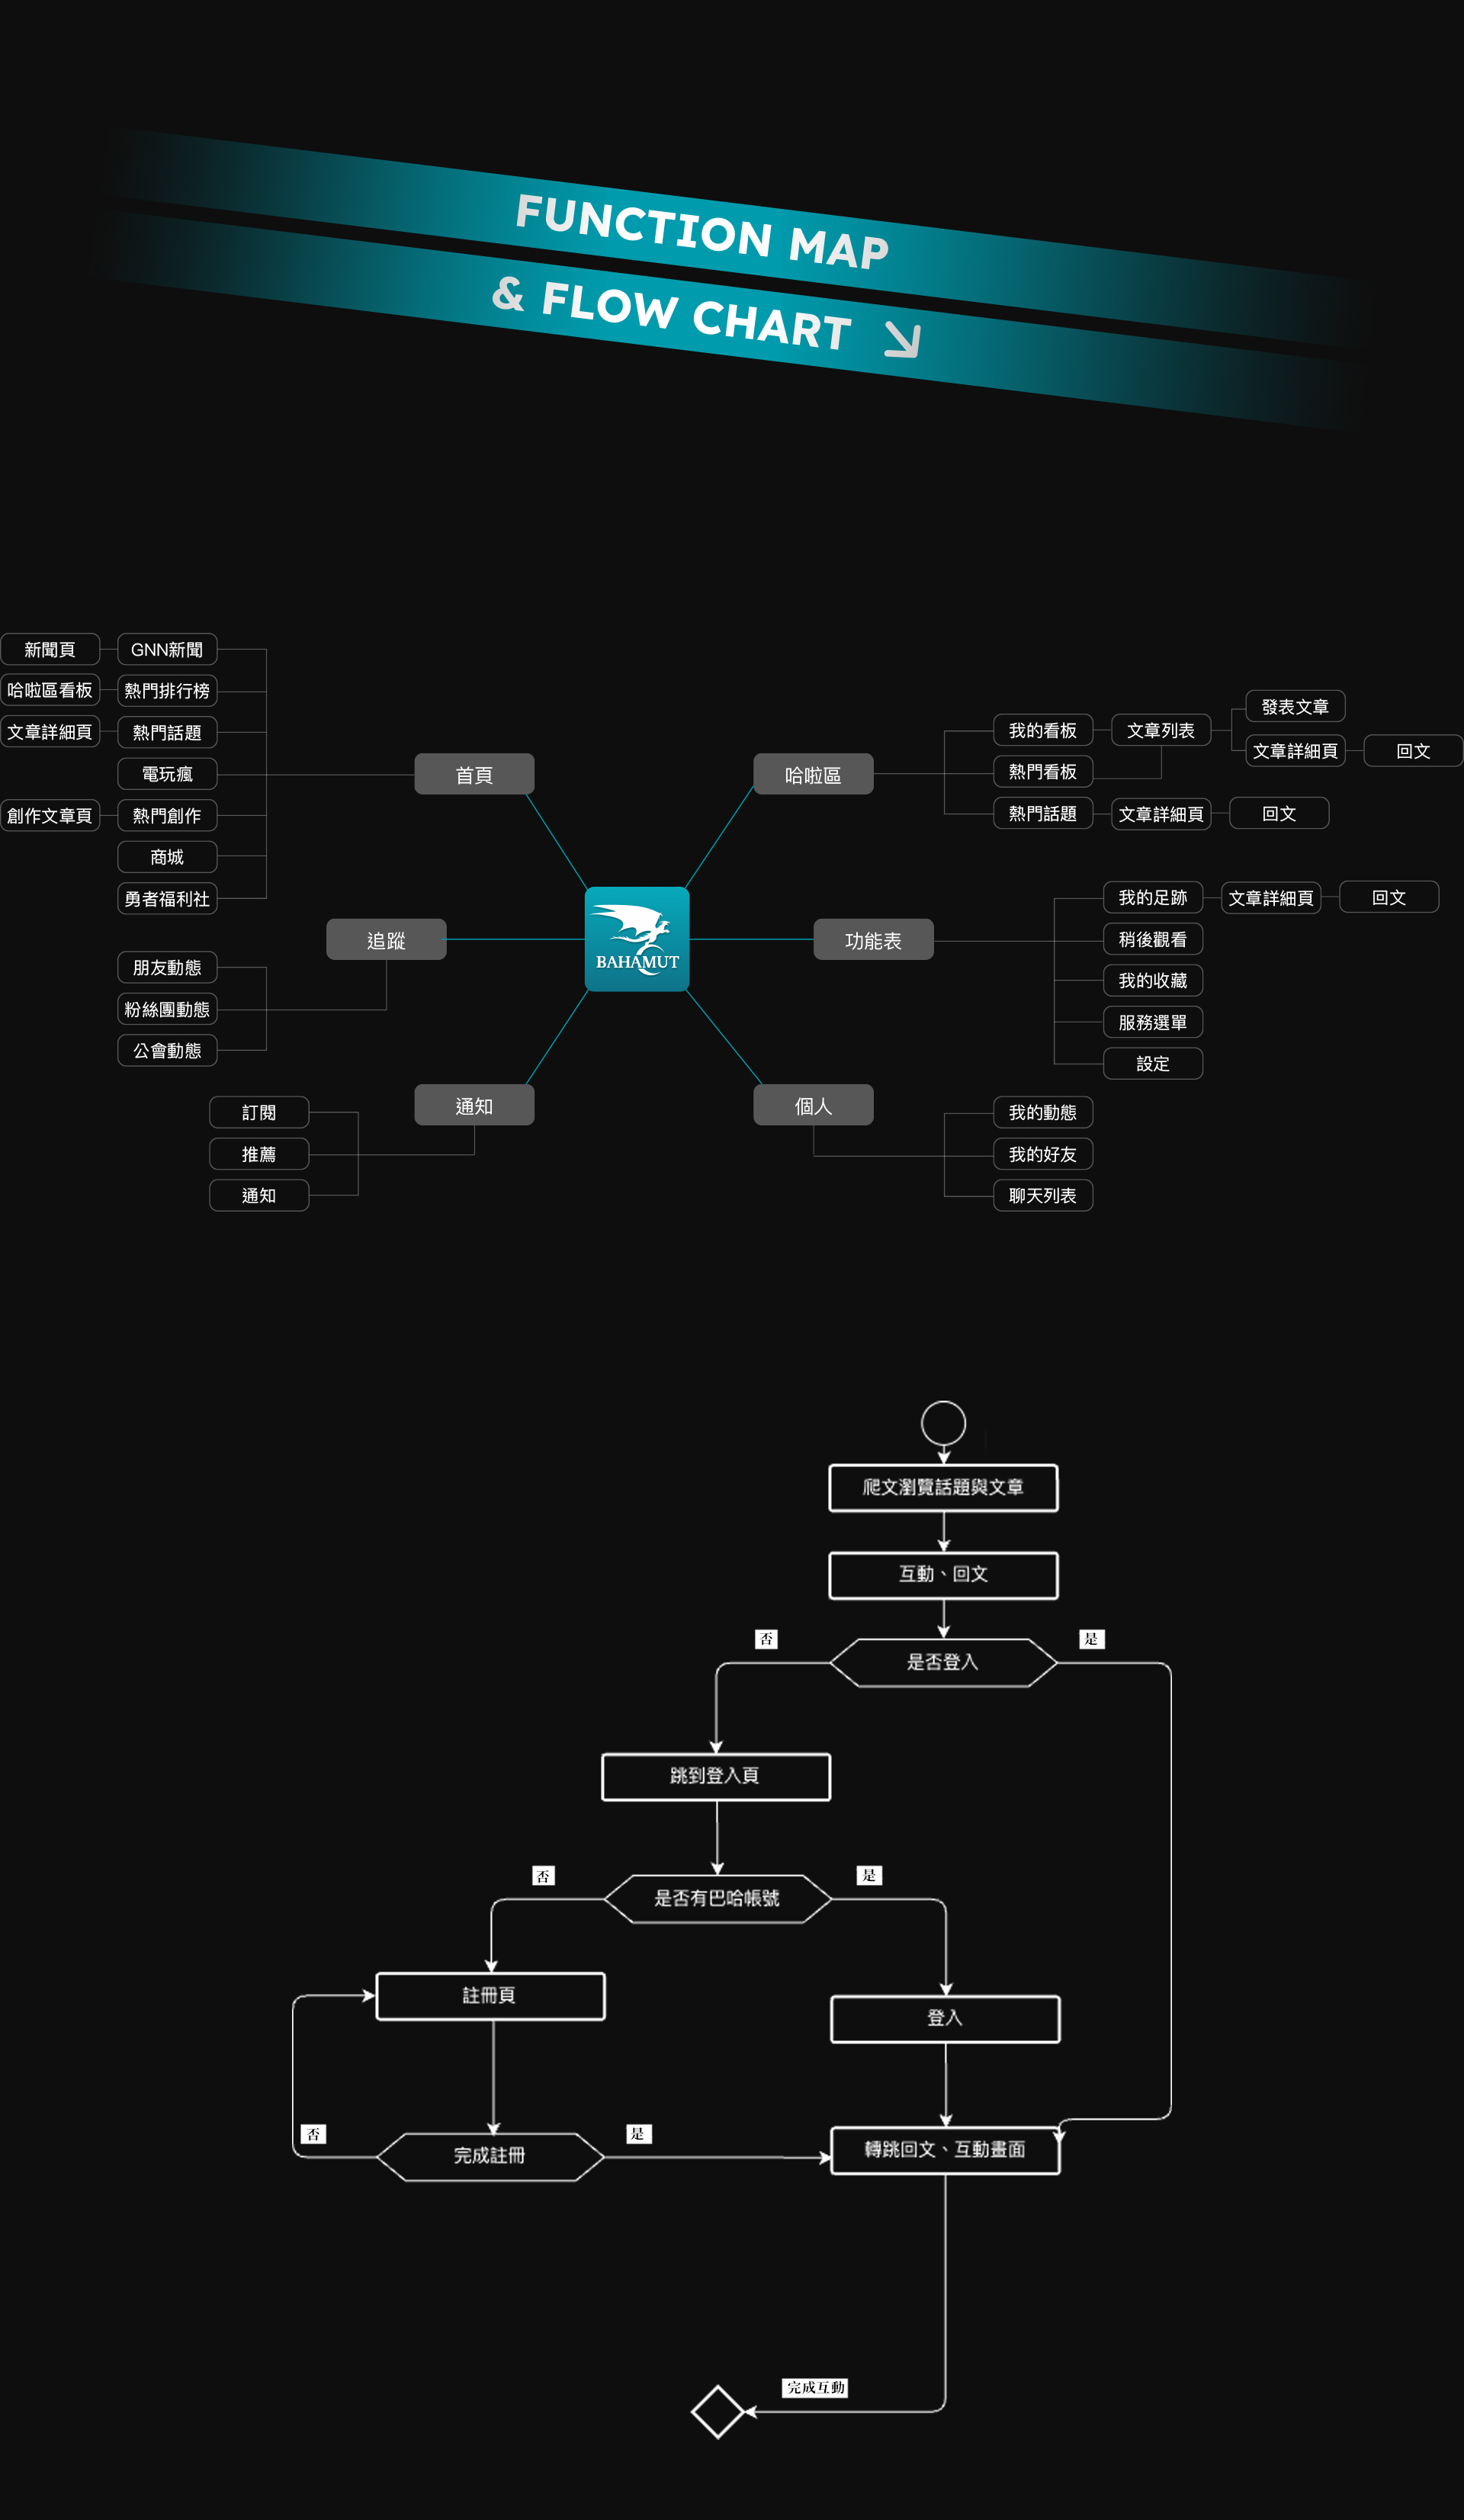 FUNCTION MAP
& FLOW CHART
新聞頁
GNN新聞
哈啦區看板
熱門排行榜
文章詳細頁
熱門話題
電玩瘋
創作文章頁
熱門創作
商城
勇者福利社
首頁
哈啦區
我的看板
文章列表
發表文章
文章詳細頁
回文
熱門看板
熱門話題
文章詳細頁
回文
追蹤
朋友動態
粉絲團動態
公會動態
BAHAMUT
功能表
我的足跡
文章詳細頁
回文
稍後觀看
我的收藏
服務選單
設定
通知
訂閱
推薦
通知
個人
我的動態
我的好友
聊天列表
爬文瀏覽話題與文章
互動、回文
否
是
是否登入
跳到登入頁
否
是
是否有巴哈帳號
註冊頁
登入
否
是
完成註冊
轉跳回文、互動畫面
完成互動